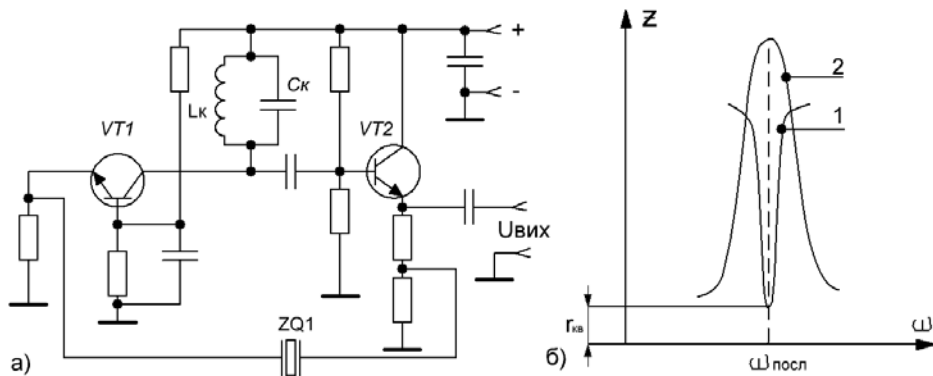 +
Cк
-
Lк
VT1
VT2
Uвих
ZQ1
а)
Z
2
1
rкв
ω
ωпосл
б)